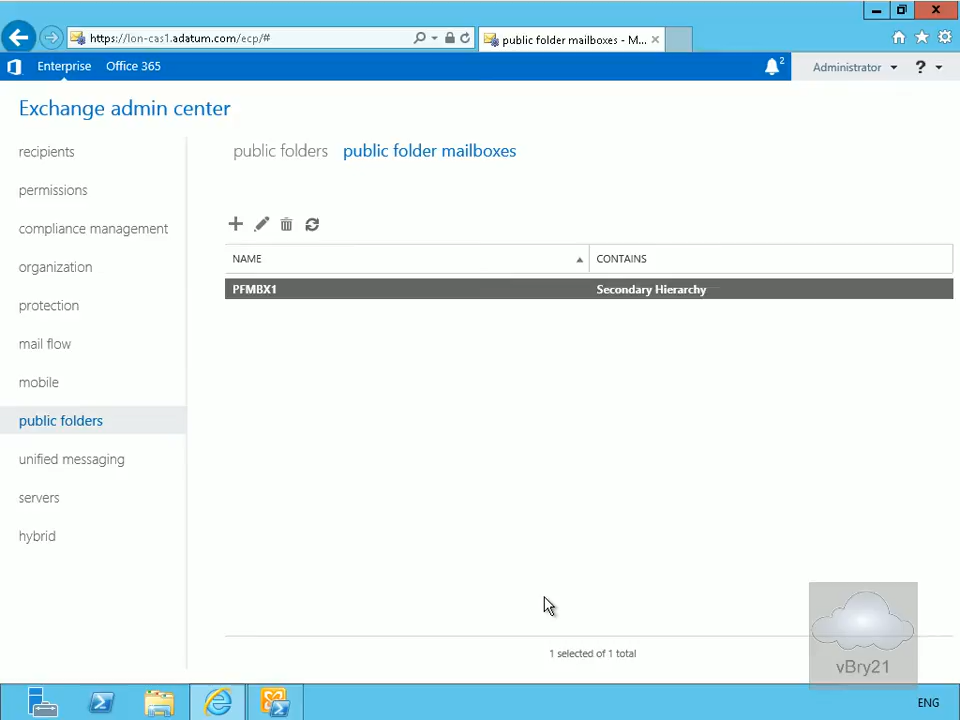 https://lon-cas1.adatum.com/ecp/#
public folder mailboxes - M...
Enterprise
Office 365
2
Administrator
?
Exchange admin center
recipients
permissions
compliance management
organization
protection
mail flow
mobile
public folders
unified messaging
servers
hybrid
public folders
public folder mailboxes
NAME
CONTAINS
PFMBX1
Secondary Hierarchy
1 selected of 1 total
vBry21
ENG